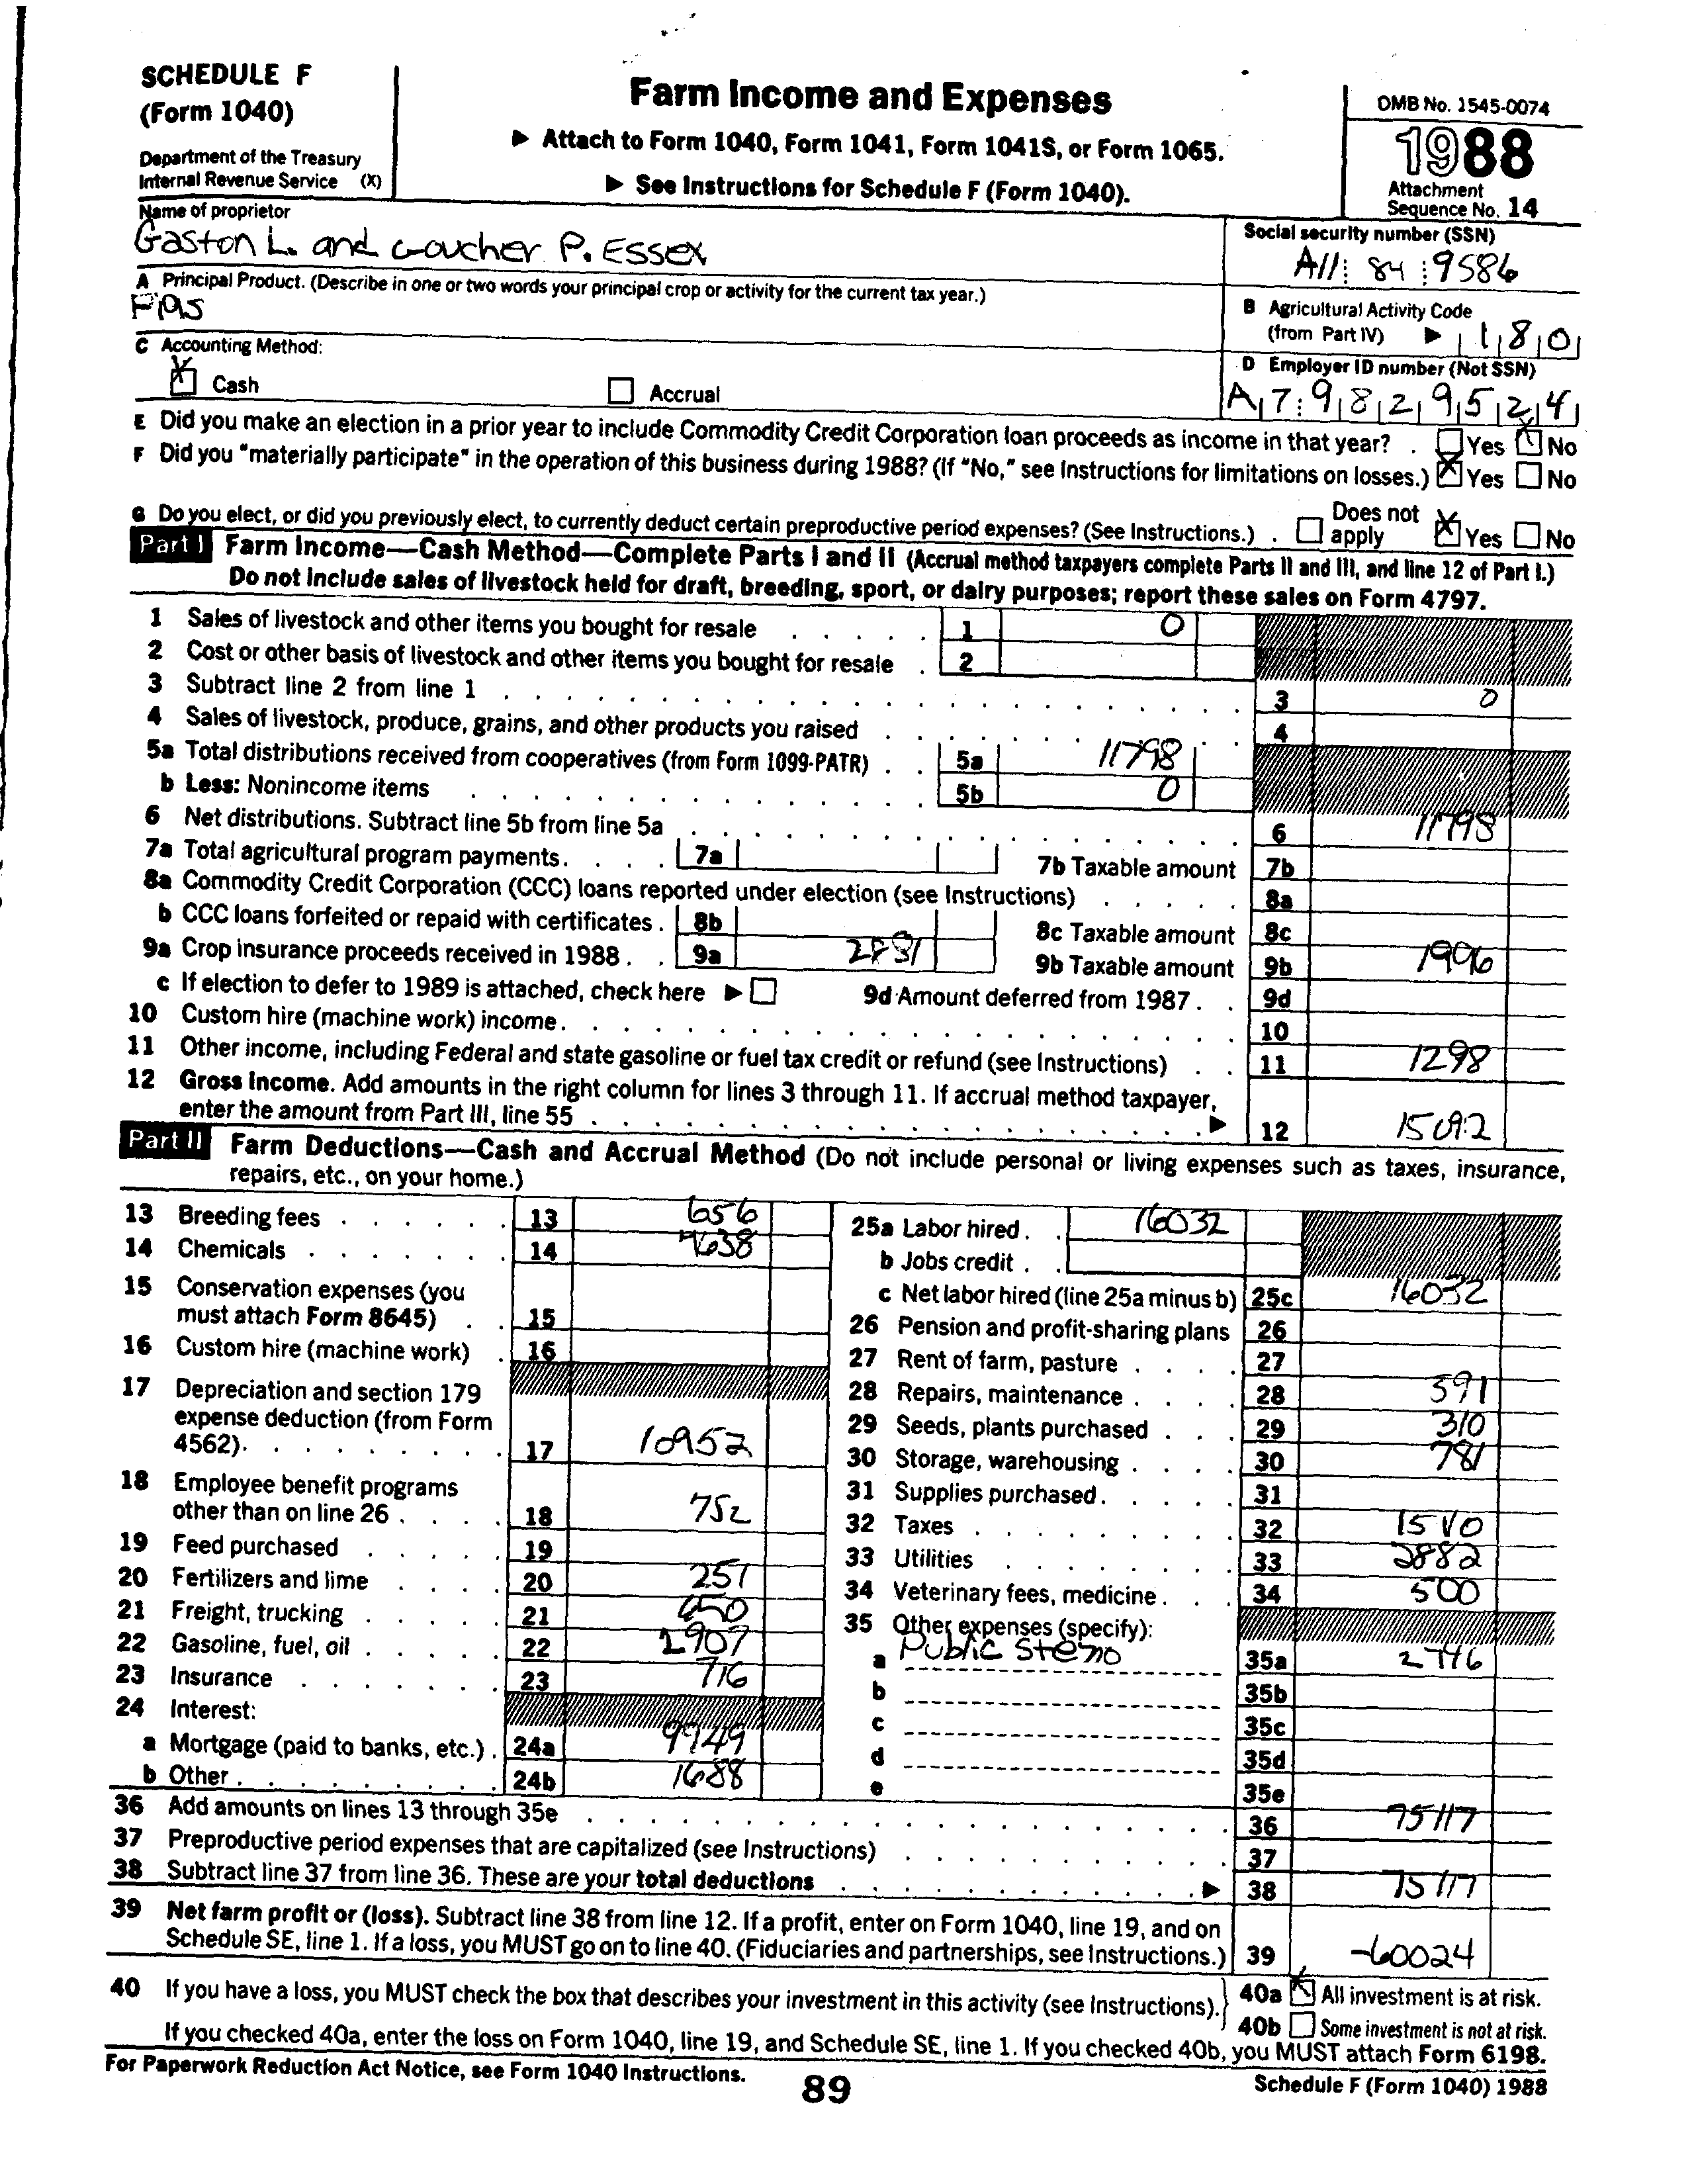 SCHEDULE F
(Form 1040)
Department of the Treasury
Internal Revenue Service (X)
Farm Income and Expenses
▶ Attach to Form 1040, Form 1041, Form 1041S, or Form 1065.
▶ See Instructions for Schedule F (Form 1040).
OMB No. 1545-0074
1988
Attachment
Sequence No. 14
Name of proprietor
Gaston L. and Goucher P. Essex
Social security number (SSN)
A11: 84 :9586
A Principal Product. (Describe in one or two words your principal crop or activity for the current tax year.)
B Agricultural Activity Code
(from Part IV) ▶ 180
C Accounting Method:
X Cash
Accrual
D Employer ID number (Not SSN)
A7:9829524
E Did you make an election in a prior year to include Commodity Credit Corporation loan proceeds as income in that year? . Yes X No
F Did you "materially participate" in the operation of this business during 1988? (If "No," see Instructions for limitations on losses.) X Yes No
G Do you elect, or did you previously elect, to currently deduct certain preproductive period expenses? (See Instructions.) . Does not apply X Yes No
Part I Farm Income—Cash Method—Complete Parts I and II (Accrual method taxpayers complete Parts II and III, and line 12 of Part I.)
Do not include sales of livestock held for draft, breeding, sport, or dairy purposes; report these sales on Form 4797.
1 Sales of livestock and other items you bought for resale . . . . . 1 0
2 Cost or other basis of livestock and other items you bought for resale . 2
3 Subtract line 2 from line 1 3 0
4 Sales of livestock, produce, grains, and other products you raised 4
5a Total distributions received from cooperatives (from Form 1099-PATR) . . 5a 11798
b Less: Nonincome items 5b 0
6 Net distributions. Subtract line 5b from line 5a 6 11798
7a Total agricultural program payments. . . . . 7a 7b Taxable amount 7b
8a Commodity Credit Corporation (CCC) loans reported under election (see Instructions) . . . . . 8a
b CCC loans forfeited or repaid with certificates . 8b 8c Taxable amount 8c
9a Crop insurance proceeds received in 1988 . . 9a 2831 9b Taxable amount 9b 1996
c If election to defer to 1989 is attached, check here ▶ 9d Amount deferred from 1987 . . 9d
10 Custom hire (machine work) income. 10
11 Other income, including Federal and state gasoline or fuel tax credit or refund (see Instructions) . . 11 1298
12 Gross Income. Add amounts in the right column for lines 3 through 11. If accrual method taxpayer,
enter the amount from Part III, line 55 ▶ 12 15092
Part II Farm Deductions—Cash and Accrual Method (Do not include personal or living expenses such as taxes, insurance,
repairs, etc., on your home.)
13 Breeding fees . . . . . . 13 656
14 Chemicals . . . . . . . 14 4638
15 Conservation expenses (you
must attach Form 8645) . . 15
16 Custom hire (machine work) . 16
17 Depreciation and section 179
expense deduction (from Form
4562). . . . . . . . . 17 10952
18 Employee benefit programs
other than on line 26 . . . . 18 752
19 Feed purchased . . . . . 19
20 Fertilizers and lime . . . . 20 251
21 Freight, trucking . . . . . 21 650
22 Gasoline, fuel, oil . . . . . 22 2907
23 Insurance . . . . . . . 23 716
24 Interest:
a Mortgage (paid to banks, etc.) . 24a
b Other. . . . . . . . . 24b 1688
25a Labor hired . . 16032
b Jobs credit . .
c Net labor hired (line 25a minus b) 25c 16032
26 Pension and profit-sharing plans 26
27 Rent of farm, pasture . . . . 27
28 Repairs, maintenance . . . . 28 591
29 Seeds, plants purchased . . . 29 310
30 Storage, warehousing . . . . 30 781
31 Supplies purchased. . . . . 31
32 Taxes . . . . . . . . . 32
33 Utilities . . . . . . . 33 2882
34 Veterinary fees, medicine. . . 34 500
35 Other expenses (specify):
a Public Steno 35a
b 35b
c 35c
d 35d
e 35e
36 Add amounts on lines 13 through 35e 36 75117
37 Preproductive period expenses that are capitalized (see Instructions) 37
38 Subtract line 37 from line 36. These are your total deductions ▶ 38 75117
39 Net farm profit or (loss). Subtract line 38 from line 12. If a profit, enter on Form 1040, line 19, and on
Schedule SE, line 1. If a loss, you MUST go on to line 40. (Fiduciaries and partnerships, see Instructions.) 39 -60024
40 If you have a loss, you MUST check the box that describes your investment in this activity (see Instructions). 40a X All investment is at risk.
40b Some investment is not at risk.
If you checked 40a, enter the loss on Form 1040, line 19, and Schedule SE, line 1. If you checked 40b, you MUST attach Form 6198.
For Paperwork Reduction Act Notice, see Form 1040 Instructions.
89
Schedule F (Form 1040) 1988